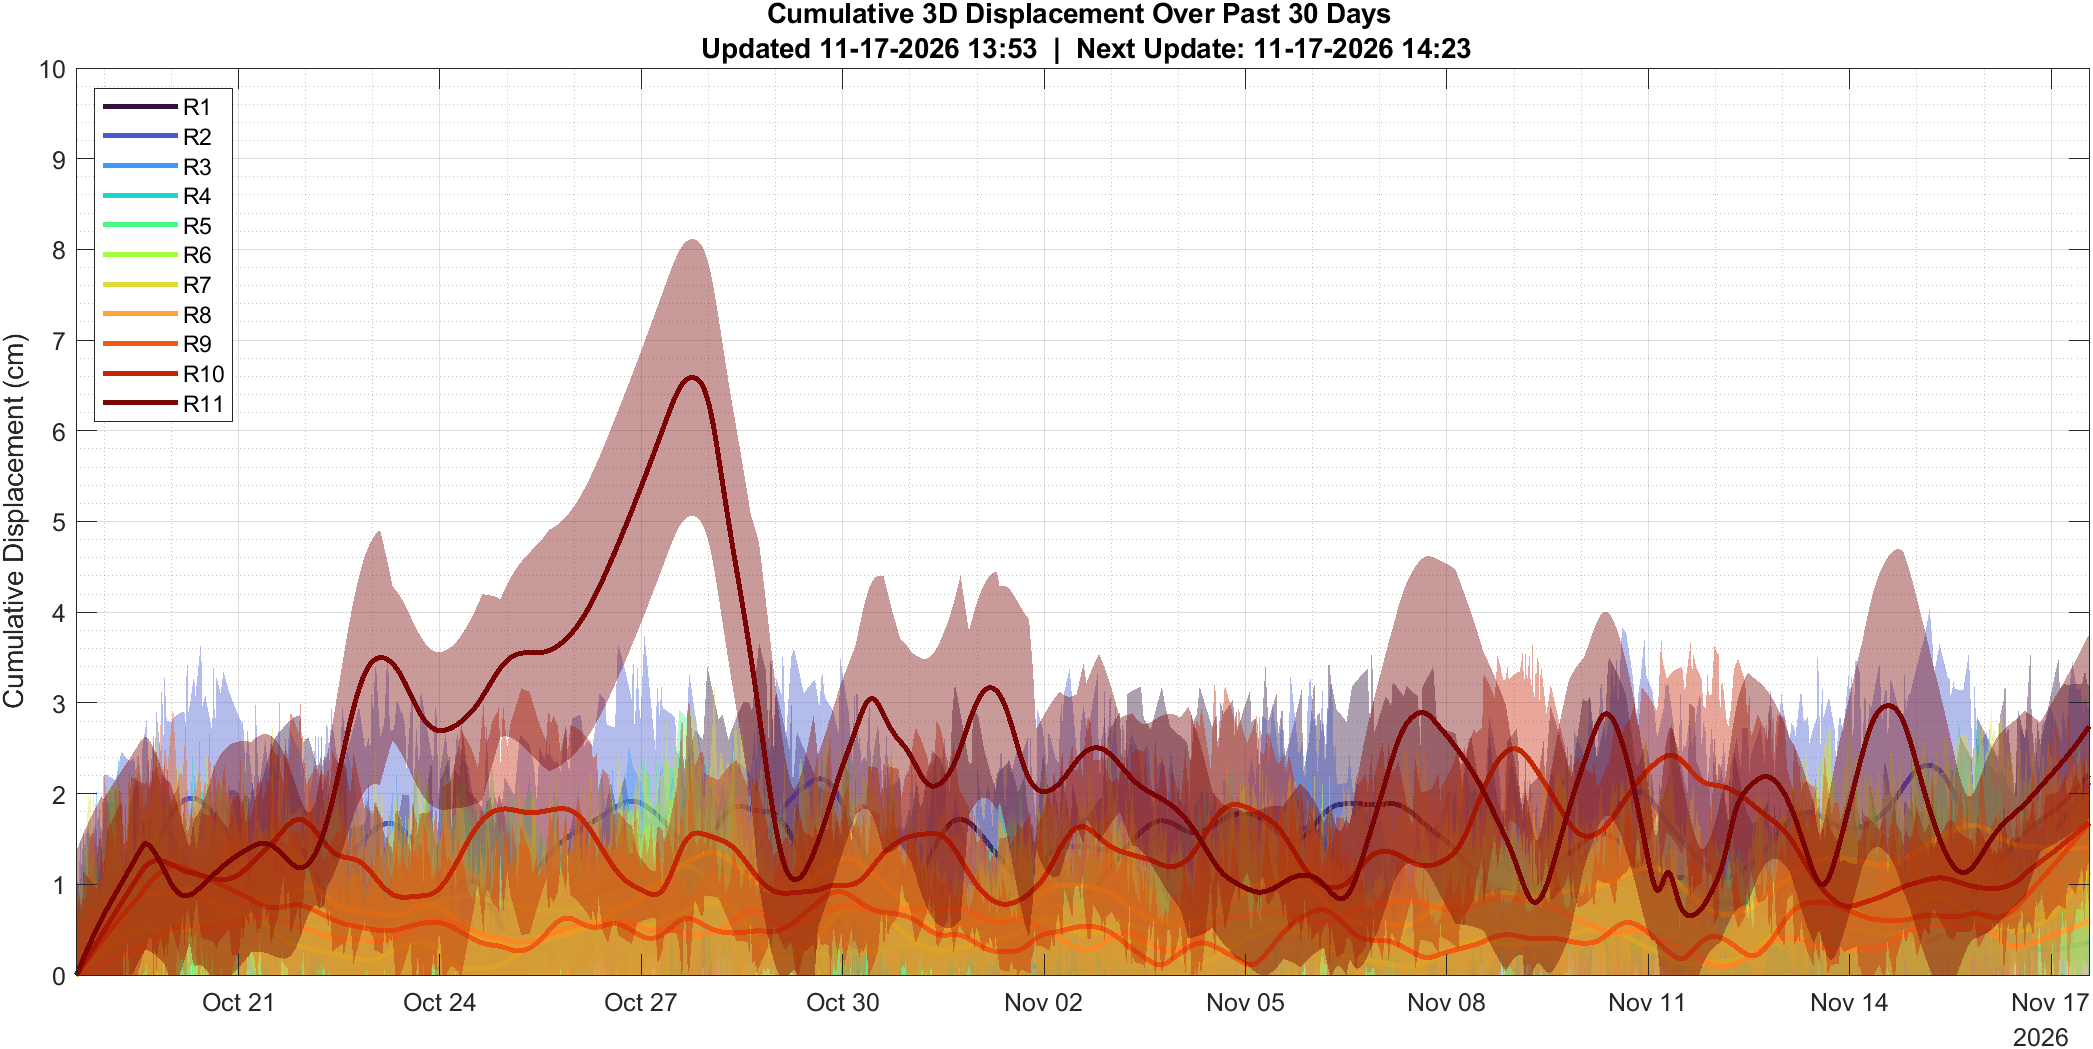 Cumulative 3D Displacement Over Past 30 Days
Updated 11-17-2026 13:53 | Next Update: 11-17-2026 14:23
Cumulative Displacement (cm)
10
9
8
7
6
5
4
3
2
1
0
R1
R2
R3
R4
R5
R6
R7
R8
R9
R10
R11
Oct 21
Oct 24
Oct 27
Oct 30
Nov 02
Nov 05
Nov 08
Nov 11
Nov 14
Nov 17
2026